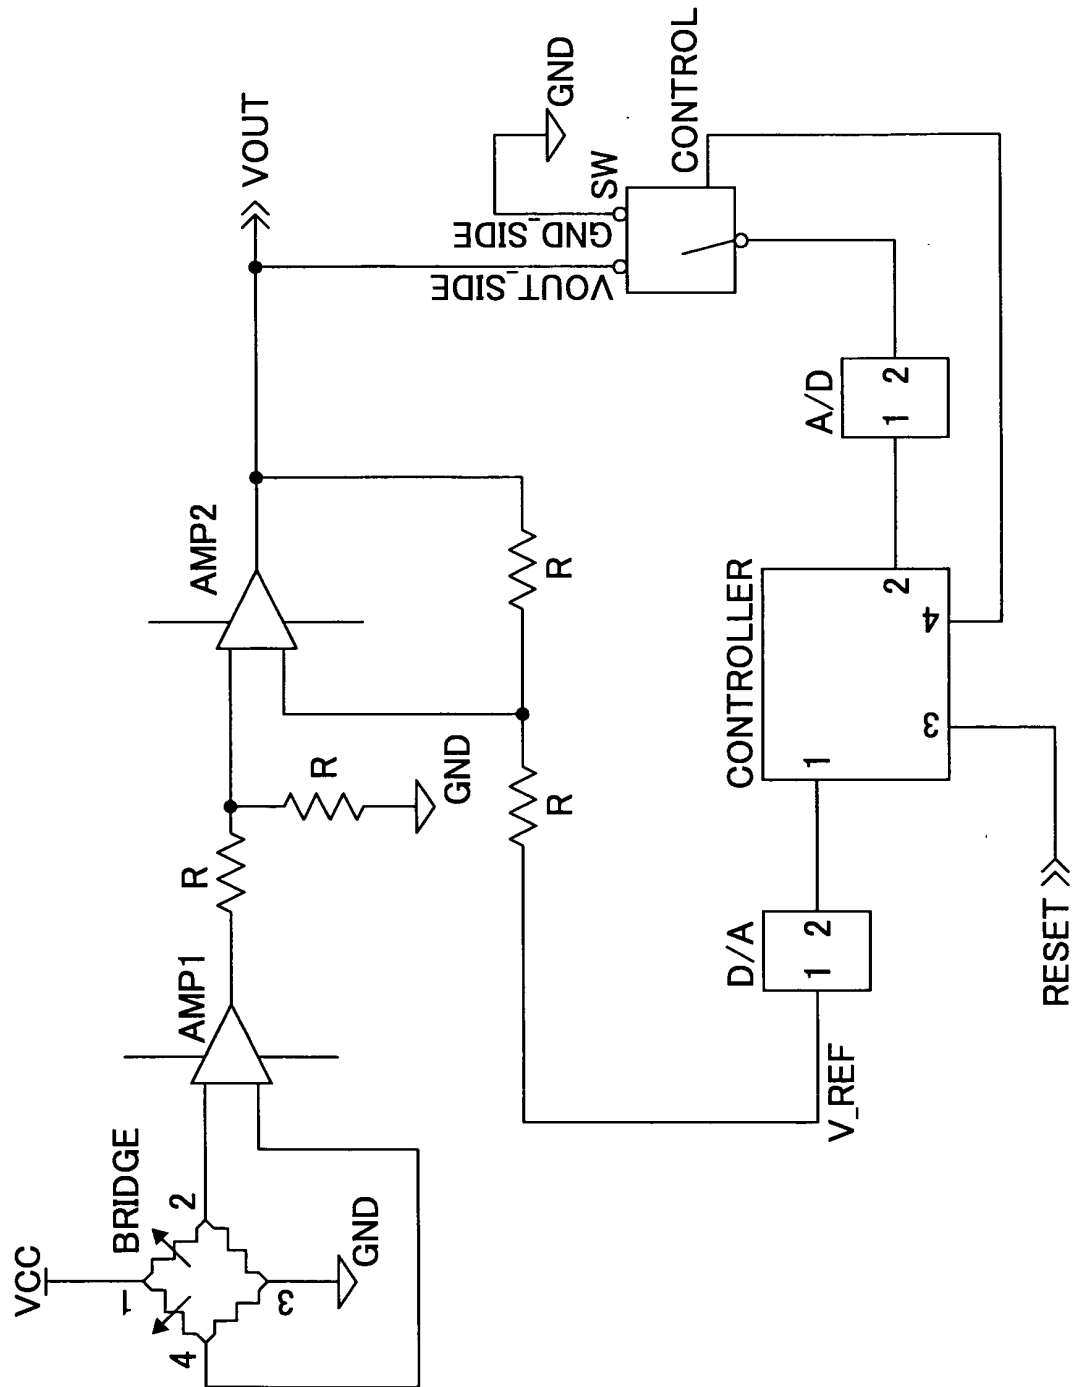 VCC
BRIDGE
1
2
3
4
GND
AMP1
R
R
GND
AMP2
R
R
VOUT
VOUT_SIDE
GND_SIDE
SW
GND
CONTROL
A/D
1
2
CONTROLLER
1
2
3
4
D/A
1
2
V_REF
RESET